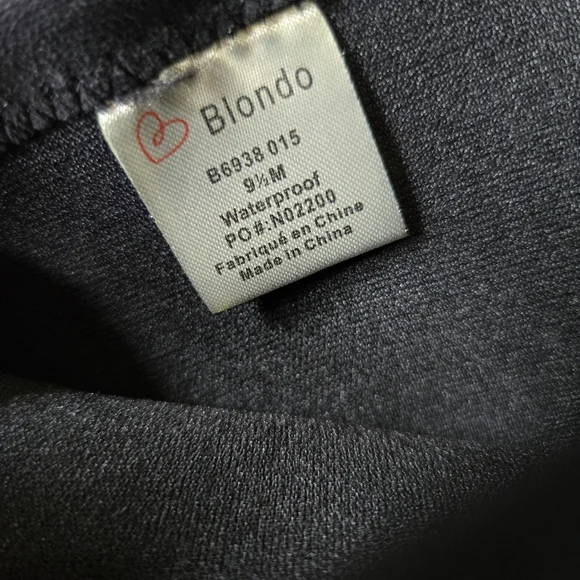 Blondo
B6938 015
9½M
Waterproof
PO#:N02200
Fabriqué en Chine
Made in China